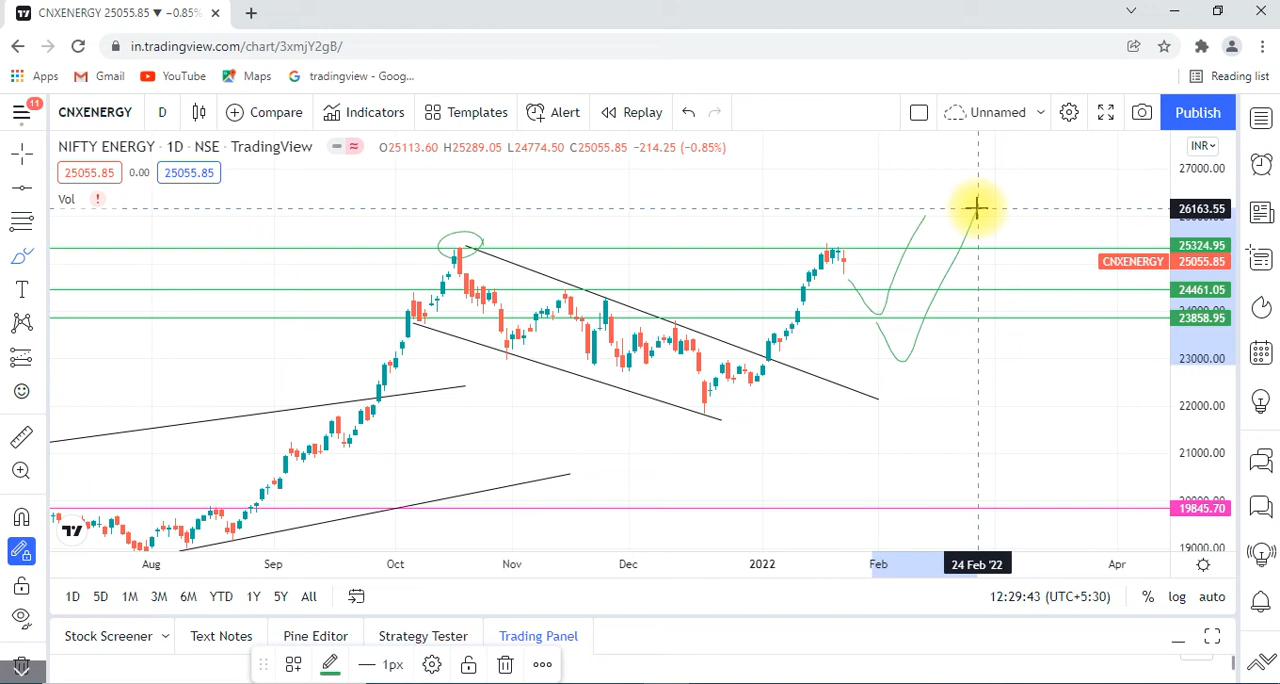 CNXENERGY 25055.85 ▼ −0.85%
in.tradingview.com/chart/3xmjY2gB/
Apps Gmail YouTube Maps tradingview - Goog... Reading list
11 CNXENERGY D Compare Indicators Templates Alert Replay Unnamed Publish
NIFTY ENERGY · 1D · NSE · TradingView O25113.60 H25289.05 L24774.50 C25055.85 −214.25 (−0.85%) INR
25055.85 0.00 25055.85
Vol !
27000.00
26163.55
25324.95
CNXENERGY 25055.85
24461.05
23858.95
23000.00
22000.00
21000.00
19845.70
19000.00
Aug Sep Oct Nov Dec 2022 Feb 24 Feb '22 Apr
1D 5D 1M 3M 6M YTD 1Y 5Y All 12:29:43 (UTC+5:30) % log auto
Stock Screener Text Notes Pine Editor Strategy Tester Trading Panel
1px